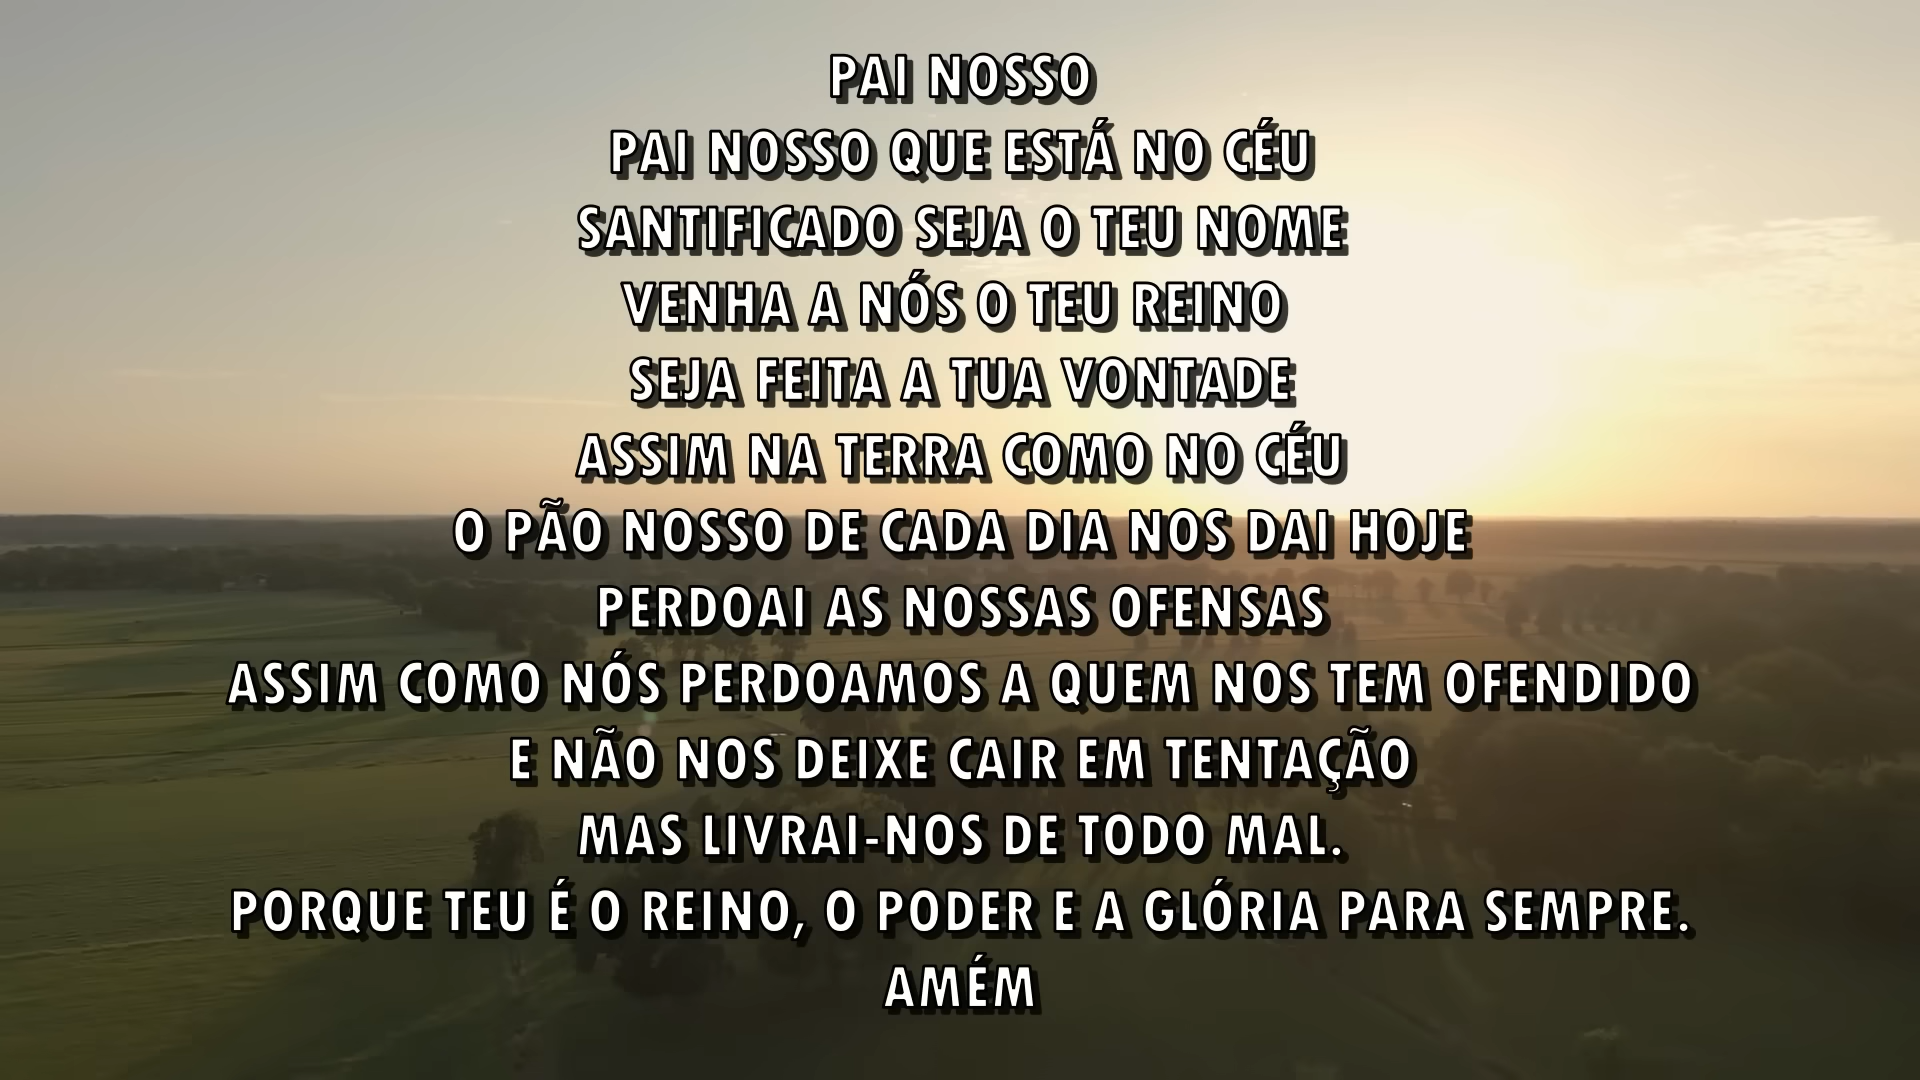 PAI NOSSO
PAI NOSSO QUE ESTÁ NO CÉU
SANTIFICADO SEJA O TEU NOME
VENHA A NÓS O TEU REINO
SEJA FEITA A TUA VONTADE
ASSIM NA TERRA COMO NO CÉU
O PÃO NOSSO DE CADA DIA NOS DAI HOJE
PERDOAI AS NOSSAS OFENSAS
ASSIM COMO NÓS PERDOAMOS A QUEM NOS TEM OFENDIDO
E NÃO NOS DEIXE CAIR EM TENTAÇÃO
MAS LIVRAI-NOS DE TODO MAL.
PORQUE TEU É O REINO, O PODER E A GLÓRIA PARA SEMPRE.
AMÉM